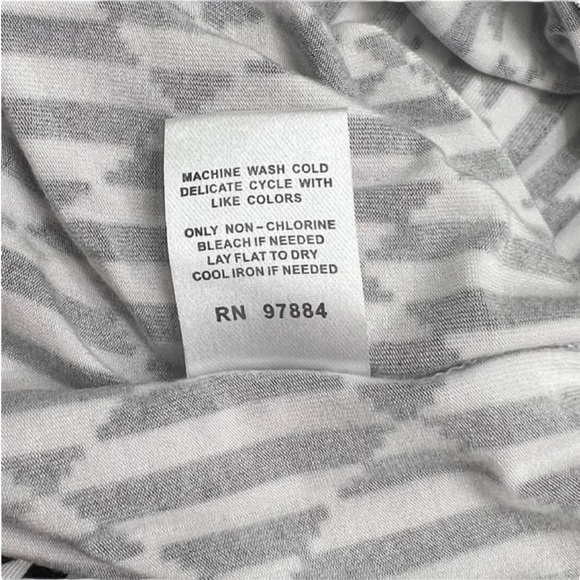 MACHINE WASH COLD
DELICATE CYCLE WITH
LIKE COLORS
ONLY NON-CHLORINE
BLEACH IF NEEDED
LAY FLAT TO DRY
COOL IRON IF NEEDED
RN 97884